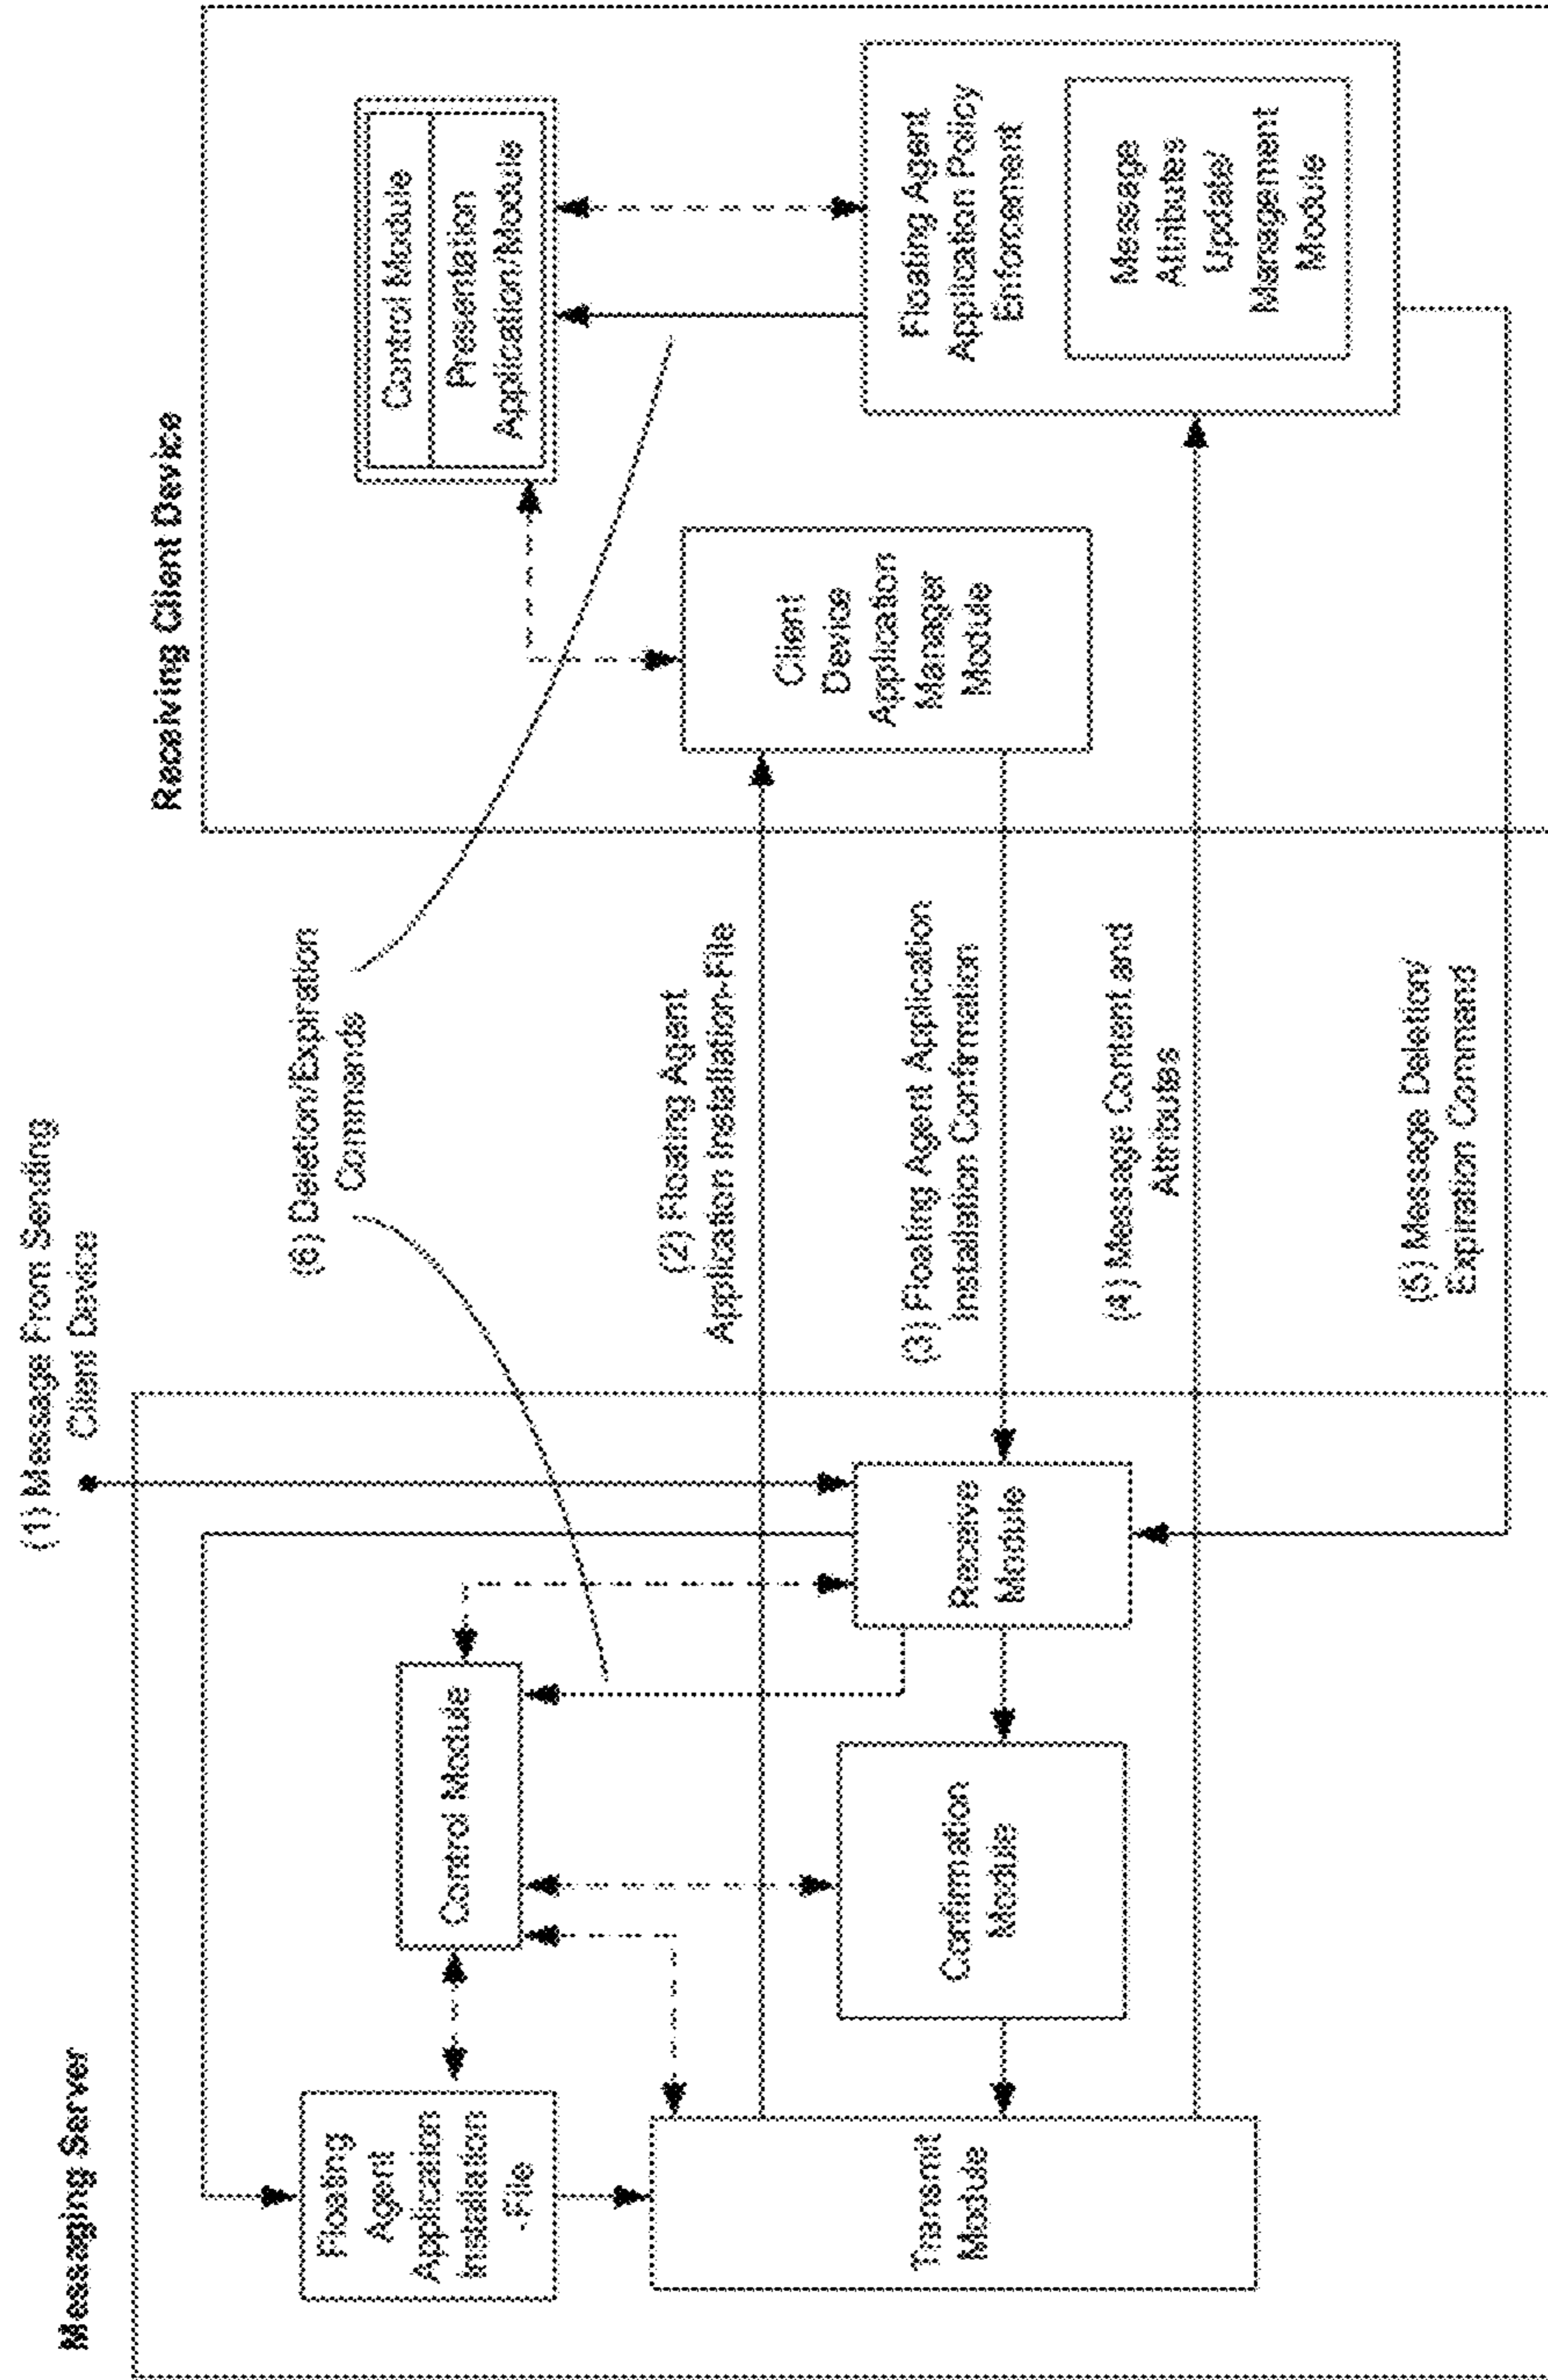 Messaging Server
(1) Message From Sending
Client Device
Receiving Client Device
(6) Deletion/Expiration
Commands
Floating
Agent
Application
Installation
-File
Control Module
Control Module
Presentation
Application/Module
(2) Floating Agent
Application Installation-File
Client
Device
Application
Manager
Module
Transmit
Module
Confirmation
Module
Receive
Module
(3) Floating Agent Application
Installation Confirmation
Floating Agent
Application Policy
Enforcement
Message
Attributes
Update/
Management
Module
(4) Message Content and
Attributes
(5) Message Deletion/
Expiration Command